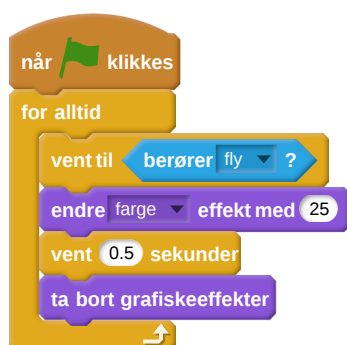 når klikkes
for alltid
vent til berører fly ?
endre farge effekt med 25
vent 0.5 sekunder
ta bort grafiskeeffekter